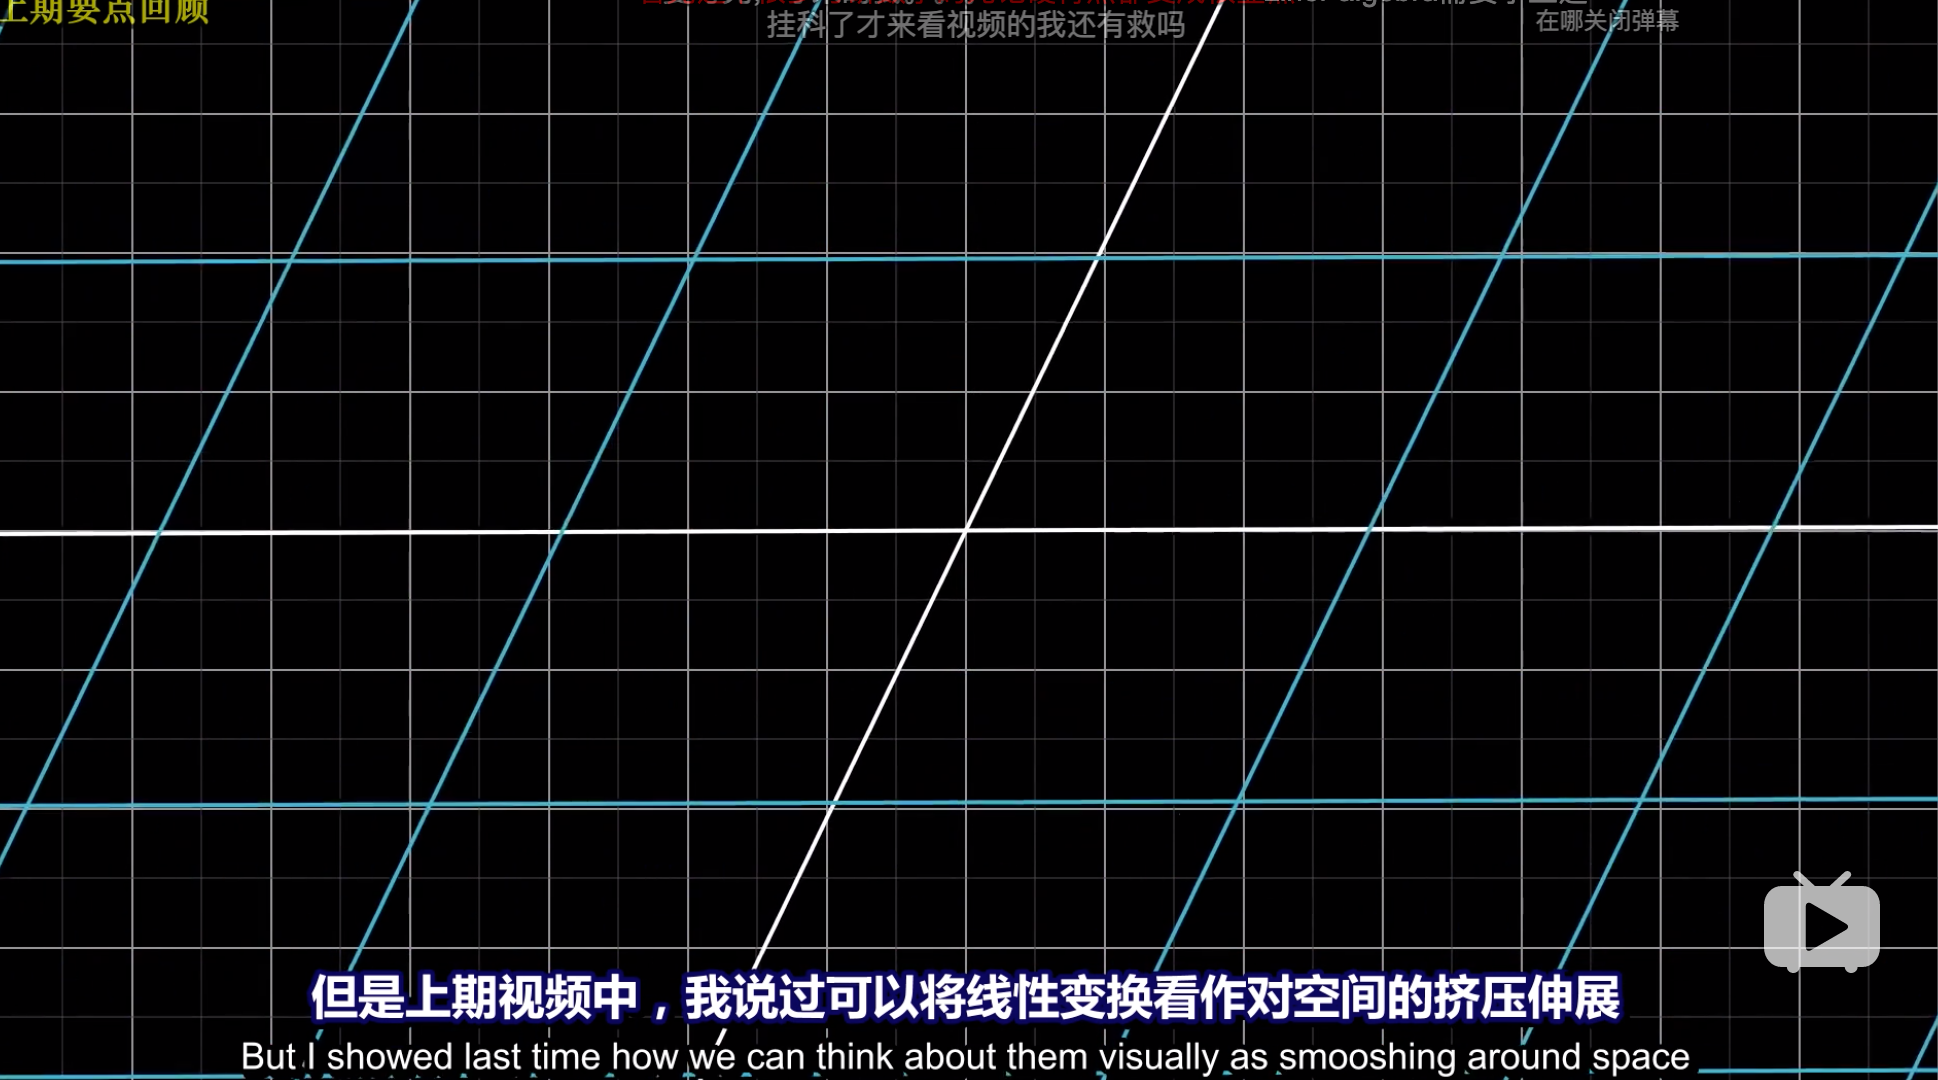 上期要点回顾
挂科了才来看视频的我还有救吗
在哪关闭弹幕
但是上期视频中，我说过可以将线性变换看作对空间的挤压伸展
But I showed last time how we can think about them visually as smooshing around space